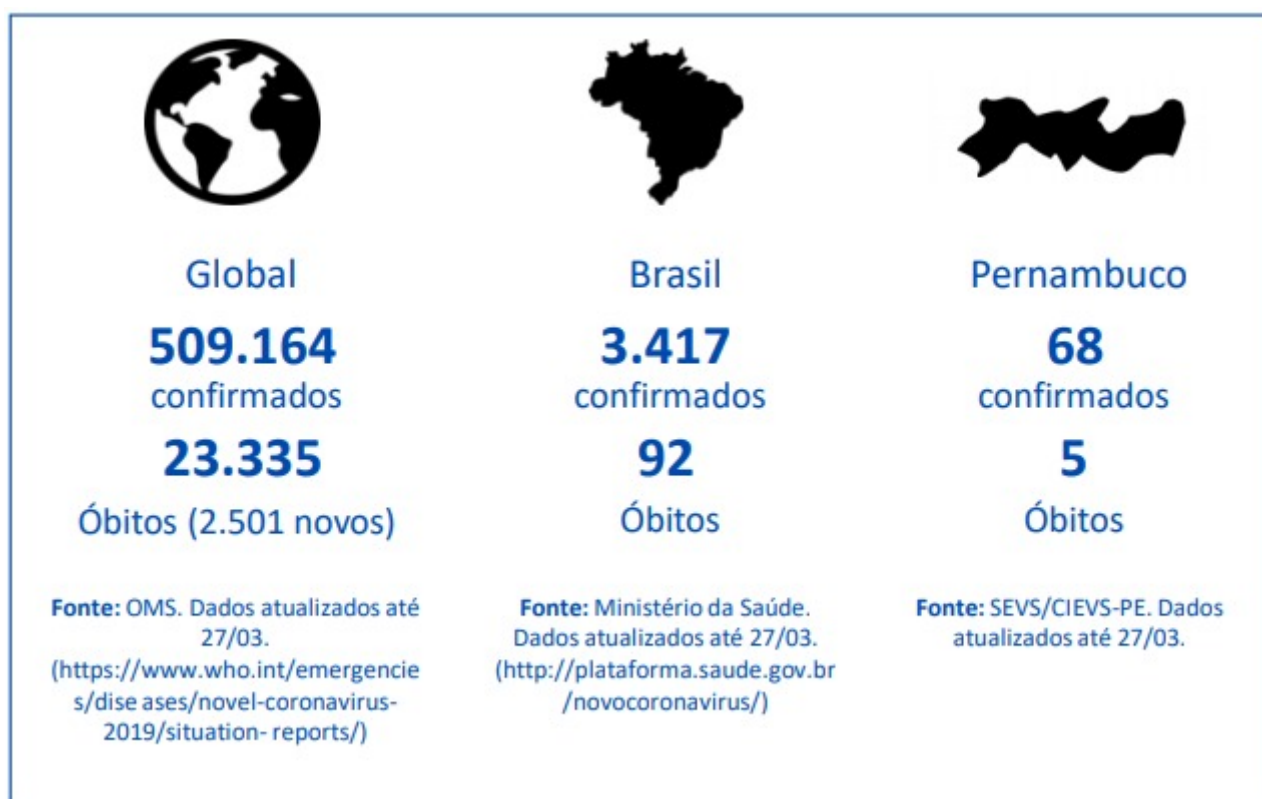 Global
509.164
confirmados
23.335
Óbitos (2.501 novos)
Fonte: OMS. Dados atualizados até
27/03.
(https://www.who.int/emergencie
s/dise ases/novel-coronavirus-
2019/situation- reports/)
Brasil
3.417
confirmados
92
Óbitos
Fonte: Ministério da Saúde.
Dados atualizados até 27/03.
(http://plataforma.saude.gov.br
/novocoronavirus/)
Pernambuco
68
confirmados
5
Óbitos
Fonte: SEVS/CIEVS-PE. Dados
atualizados até 27/03.